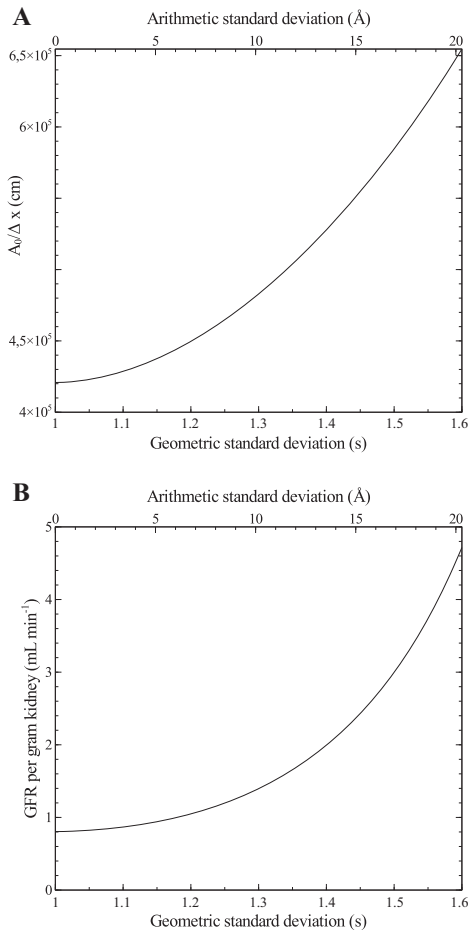 A
Arithmetic standard deviation (Å)
0 5 10 15 20
6,5×10⁵
6×10⁵
4,5×10⁵
4×10⁵
A₀/Δ x (cm)
1 1.1 1.2 1.3 1.4 1.5 1.6
Geometric standard deviation (s)
B
Arithmetic standard deviation (Å)
0 5 10 15 20
5
4
3
2
1
0
GFR per gram kidney (mL min⁻¹)
1 1.1 1.2 1.3 1.4 1.5 1.6
Geometric standard deviation (s)